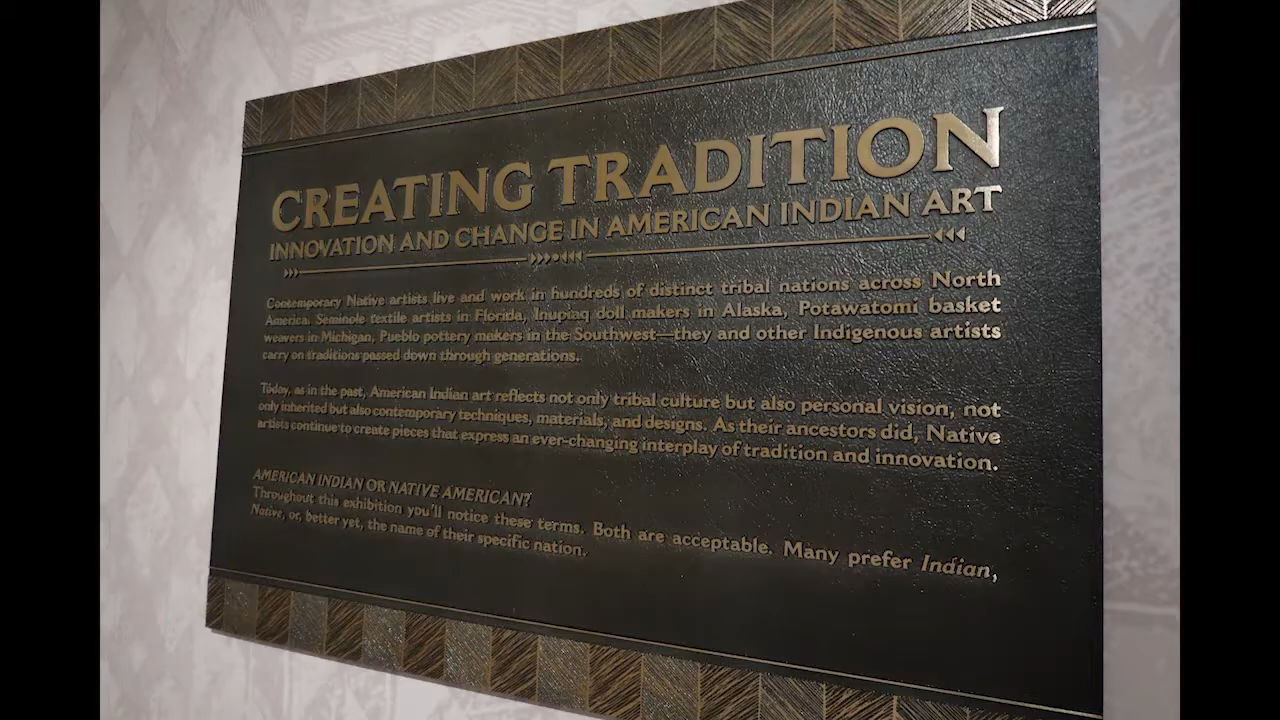 CREATING TRADITION
INNOVATION AND CHANGE IN AMERICAN INDIAN ART
Contemporary Native artists live and work in hundreds of distinct tribal nations across North
America. Seminole textile artists in Florida, Inupiaq doll makers in Alaska, Potawatomi basket
weavers in Michigan, Pueblo pottery makers in the Southwest—they and other Indigenous artists
carry on traditions passed down through generations.
Today, as in the past, American Indian art reflects not only tribal culture but also personal vision, not
only inherited but also contemporary techniques, materials, and designs. As their ancestors did, Native
artists continue to create pieces that express an ever-changing interplay of tradition and innovation.
AMERICAN INDIAN OR NATIVE AMERICAN?
Throughout this exhibition you'll notice these terms. Both are acceptable. Many prefer Indian,
Native, or, better yet, the name of their specific nation.